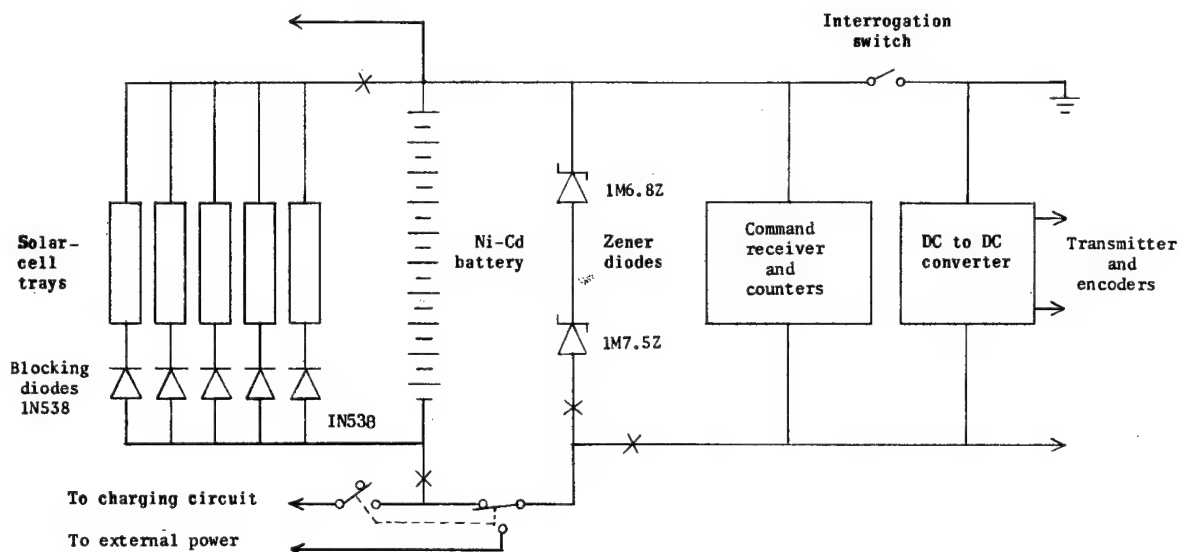 Interrogation
switch
Solar-
cell
trays
Ni-Cd
battery
1M6.8Z
Zener
diodes
1M7.5Z
Command
receiver
and
counters
DC to DC
converter
Transmitter
and
encoders
Blocking
diodes
1N538
IN538
To charging circuit
To external power